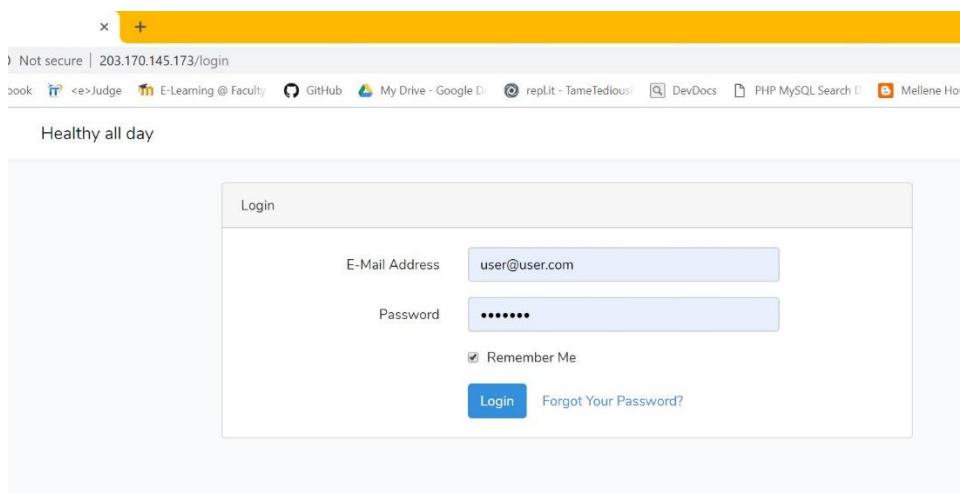 × +
Not secure | 203.170.145.173/login
book <e>Judge E-Learning @ Faculty GitHub My Drive - Google Dr repl.it - TameTedious DevDocs PHP MySQL Search D Mellene Ho
Healthy all day
Login
E-Mail Address user@user.com
Password •••••••
Remember Me
Login Forgot Your Password?